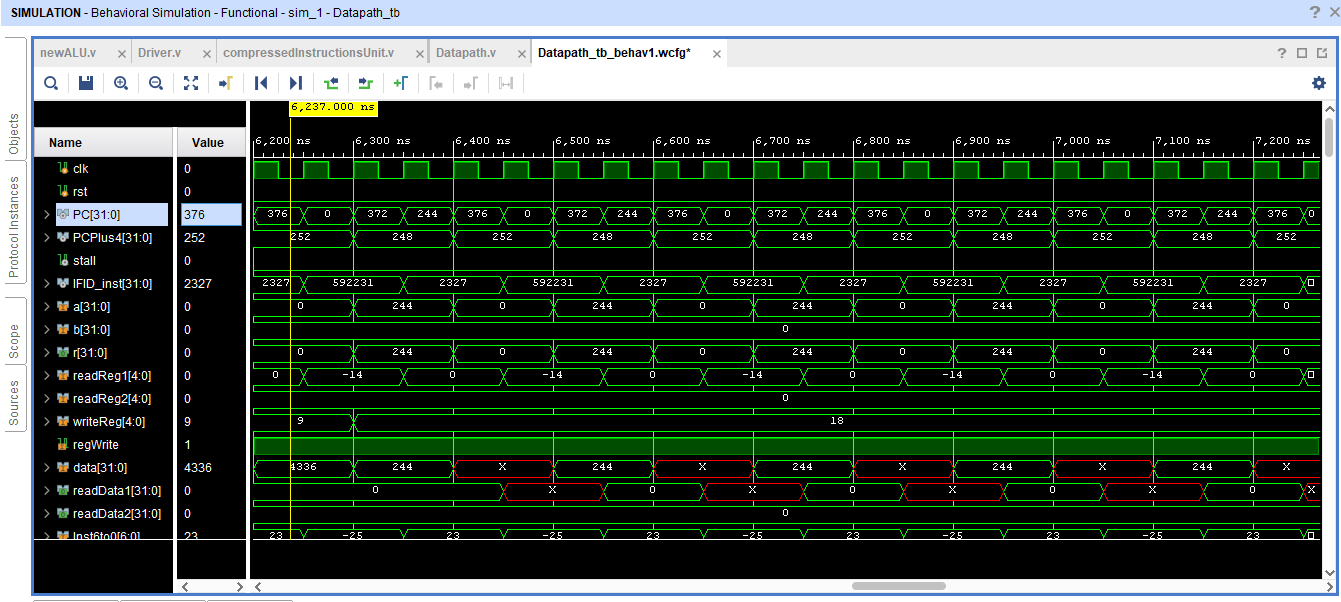 SIMULATION - Behavioral Simulation - Functional - sim_1 - Datapath_tb ? ×
newALU.v × Driver.v × compressedInstructionsUnit.v × Datapath.v × Datapath_tb_behav1.wcfg* × ?
Objects
Protocol Instances
Scope
Sources
6,237.000 ns
6,200 ns 6,300 ns 6,400 ns 6,500 ns 6,600 ns 6,700 ns 6,800 ns 6,900 ns 7,000 ns 7,100 ns 7,200 ns
Name Value
clk 0
rst 0
PC[31:0] 376 376 0 372 244 376 0 372 244 376 0 372 244 376 0 372 244 376 0 372 244 376 0
PCPlus4[31:0] 252 252 248 252 248 252 248 252 248 252 248 252
stall 0
IFID_inst[31:0] 2327 2327 592231 2327 592231 2327 592231 2327 592231 2327 592231 2327
a[31:0] 0 0 244 0 244 0 244 0 244 0 244 0
b[31:0] 0 0
r[31:0] 0 0 244 0 244 0 244 0 244 0 244 0
readReg1[4:0] 0 0 -14 0 -14 0 -14 0 -14 0 -14 0
readReg2[4:0] 0 0
writeReg[4:0] 9 9 18
regWrite 1
data[31:0] 4336 4336 244 X 244 X 244 X 244 X 244 X
readData1[31:0] 0 0 X 0 X 0 X 0 X 0 X
readData2[31:0] 0 0
Inst6to0[6:0] 23 23 -25 23 -25 23 -25 23 -25 23 -25 23